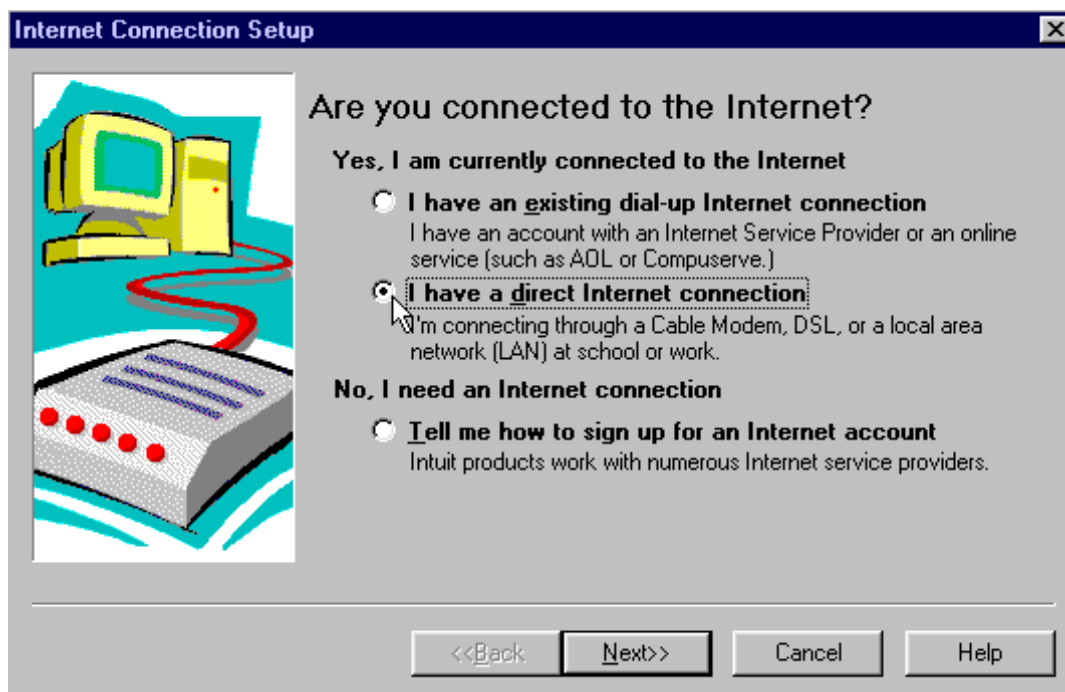 Internet Connection Setup
Are you connected to the Internet?
Yes, I am currently connected to the Internet
I have an existing dial-up Internet connection
I have an account with an Internet Service Provider or an online
service (such as AOL or Compuserve.)
I have a direct Internet connection
I'm connecting through a Cable Modem, DSL, or a local area
network (LAN) at school or work.
No, I need an Internet connection
Tell me how to sign up for an Internet account
Intuit products work with numerous Internet service providers.
<<Back Next>> Cancel Help